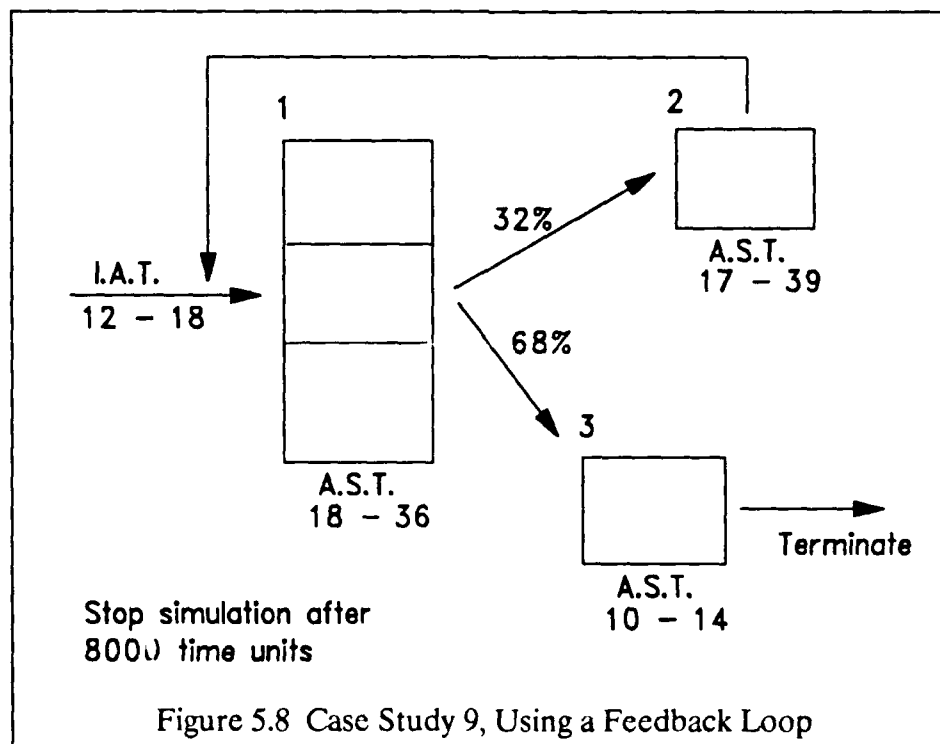 1
2
32%
A.S.T.
17 - 39
I.A.T.
12 - 18
68%
3
A.S.T.
18 - 36
Terminate
A.S.T.
10 - 14
Stop simulation after
8000 time units
Figure 5.8 Case Study 9, Using a Feedback Loop